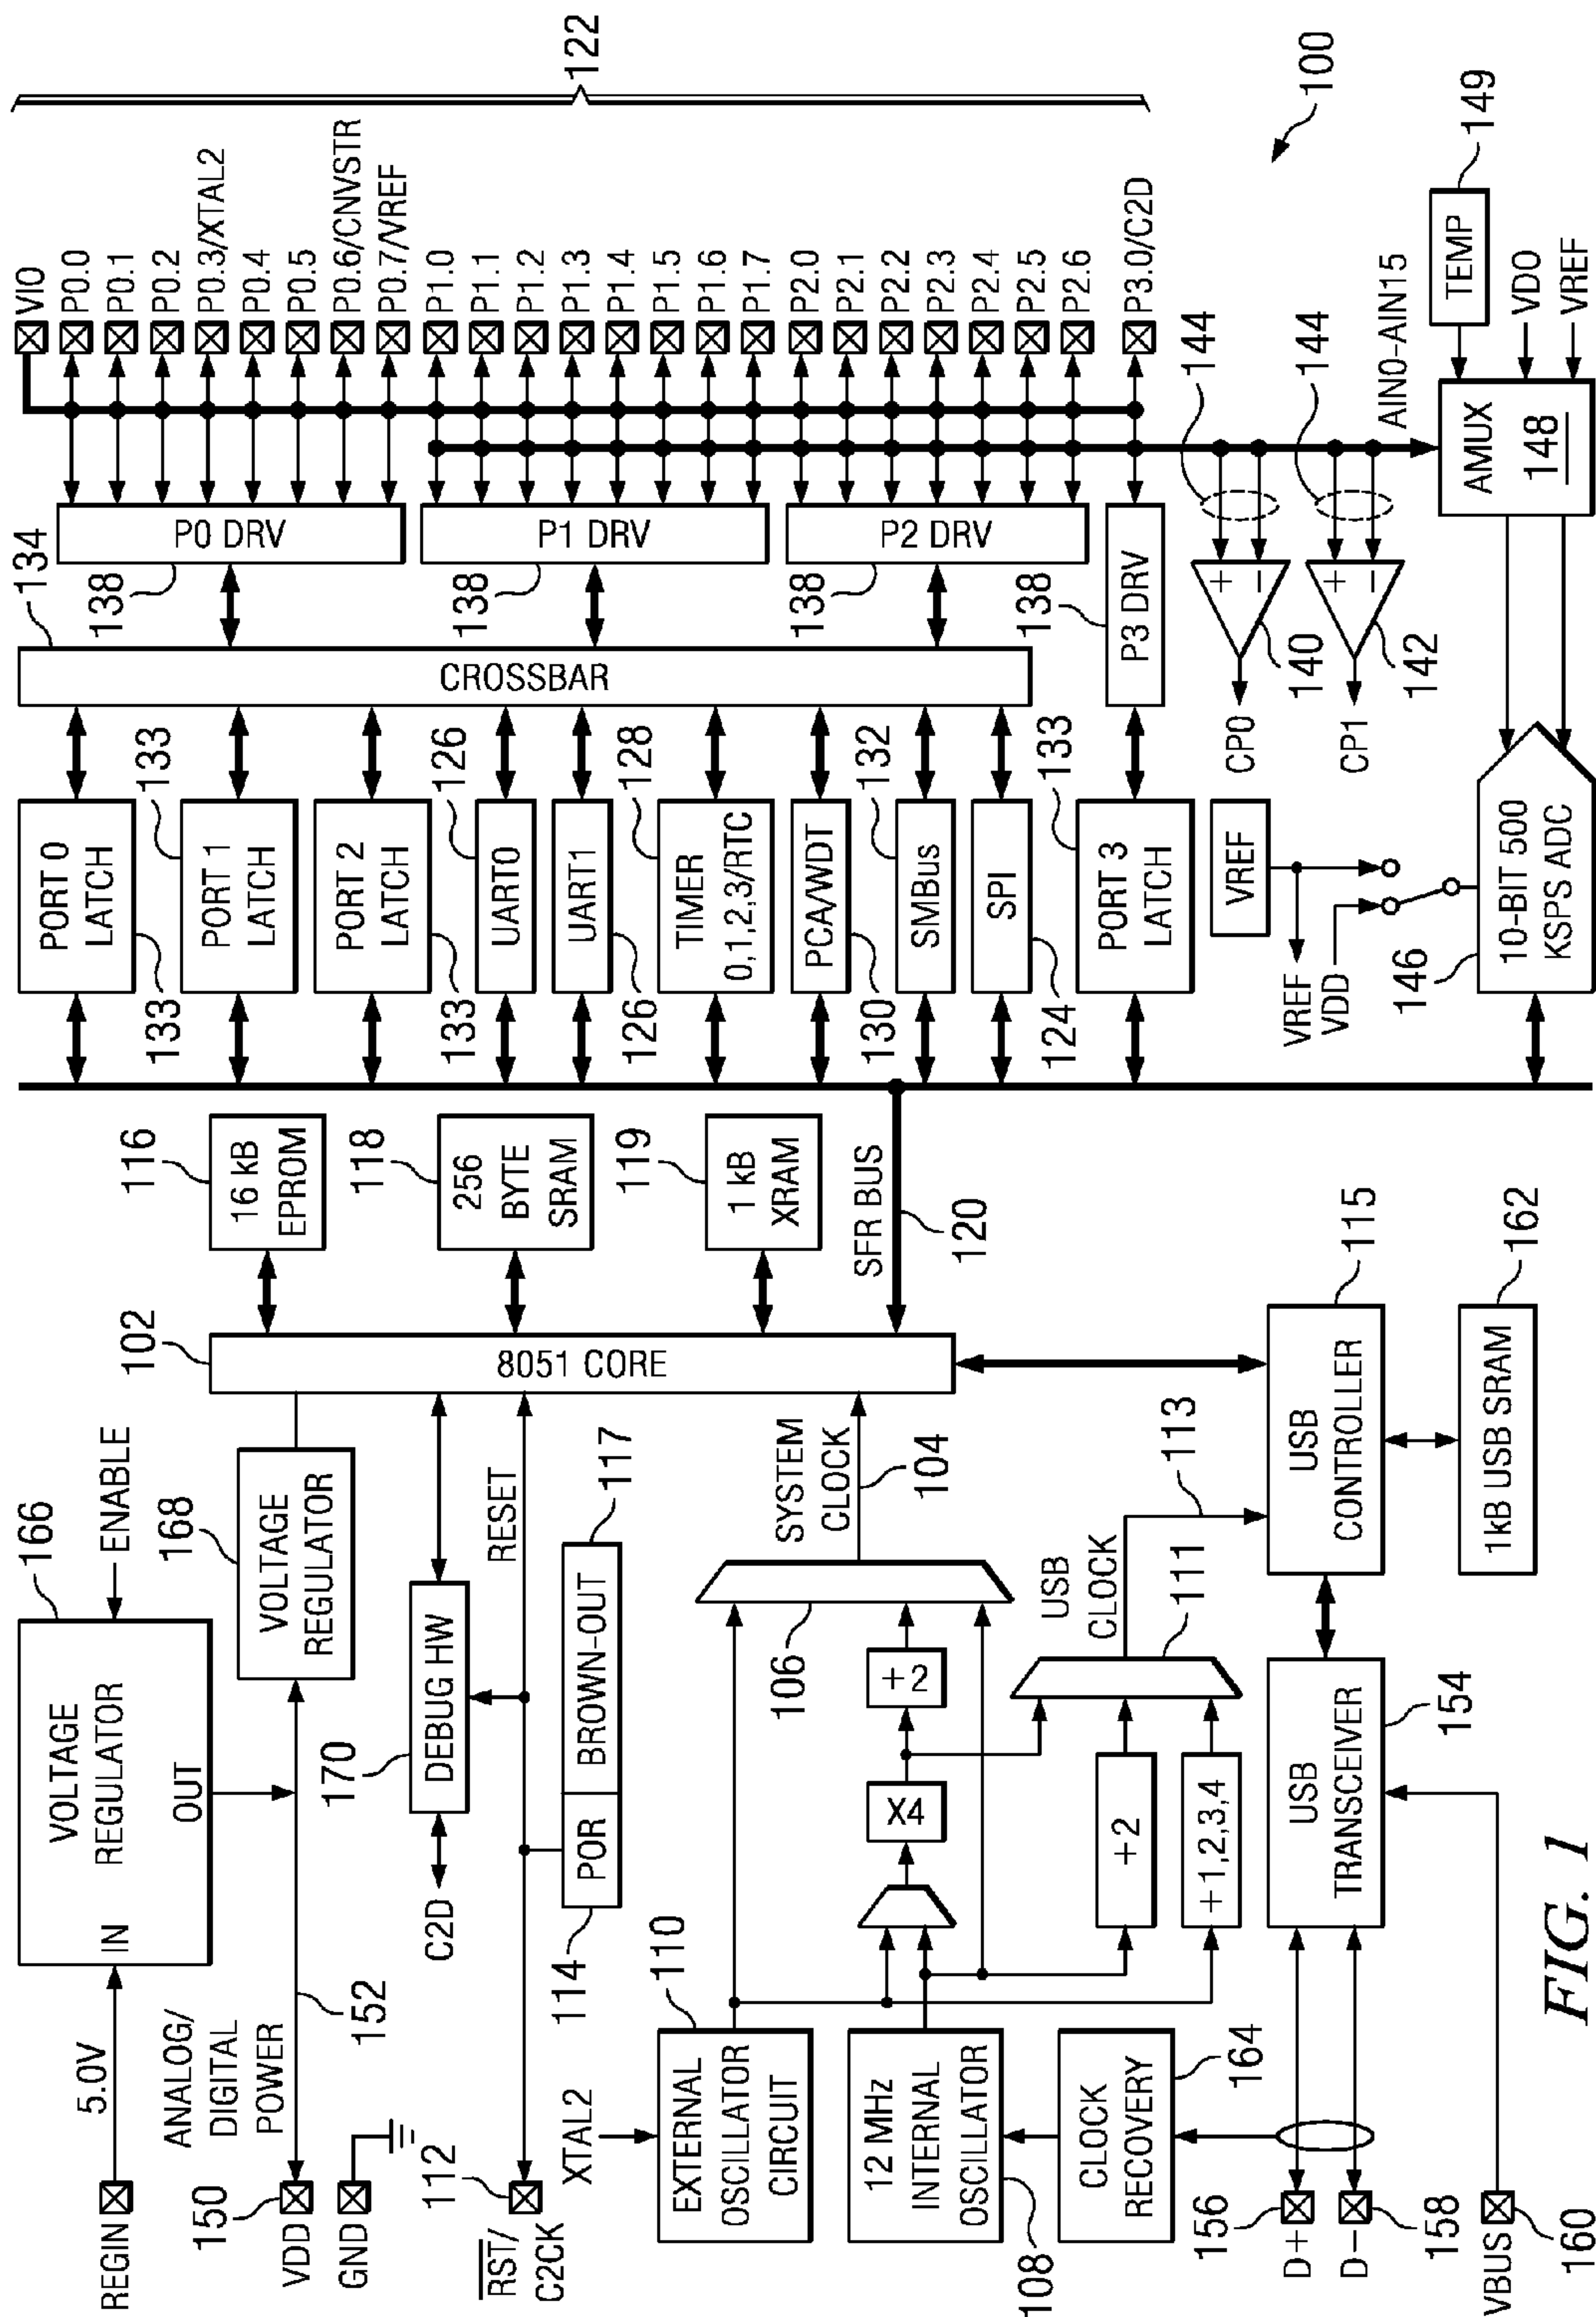 REGIN
5.0V
IN
VOLTAGE
REGULATOR
OUT
166
ENABLE
150
VDD
GND
ANALOG/
DIGITAL
POWER
152
168
VOLTAGE
REGULATOR
102
8051 CORE
116
16 kB
EPROM
118
256
BYTE
SRAM
119
1 kB
XRAM
SFR BUS
120
112
RST/
C2CK
C2D
170
DEBUG HW
RESET
114
POR
BROWN-OUT
117
XTAL2
110
EXTERNAL
OSCILLATOR
CIRCUIT
12 MHz
INTERNAL
OSCILLATOR
108
CLOCK
RECOVERY
164
X4
+2
106
SYSTEM
CLOCK
104
USB
CLOCK
113
111
+2
+1,2,3,4
156
D+
D−
158
VBUS
160
USB
TRANSCEIVER
154
USB
CONTROLLER
115
1kB USB SRAM
162
PORT 0
LATCH
133
PORT 1
LATCH
133
PORT 2
LATCH
133
UART0
126
UART1
126
TIMER
0,1,2,3/RTC
128
PCA/WDT
130
SMBus
132
SPI
124
PORT 3
LATCH
133
134
CROSSBAR
P0 DRV
138
P1 DRV
138
P2 DRV
138
P3 DRV
138
VIO
P0.0
P0.1
P0.2
P0.3/XTAL2
P0.4
P0.5
P0.6/CNVSTR
P0.7/VREF
P1.0
P1.1
P1.2
P1.3
P1.4
P1.5
P1.6
P1.7
P2.0
P2.1
P2.2
P2.3
P2.4
P2.5
P2.6
P3.0/C2D
122
100
VREF
VREF
VDD
146
10-BIT 500
KSPS ADC
CP0
+
−
140
144
CP1
+
−
142
144
AIN0-AIN15
AMUX
148
TEMP
149
VDO
VREF
FIG. 1